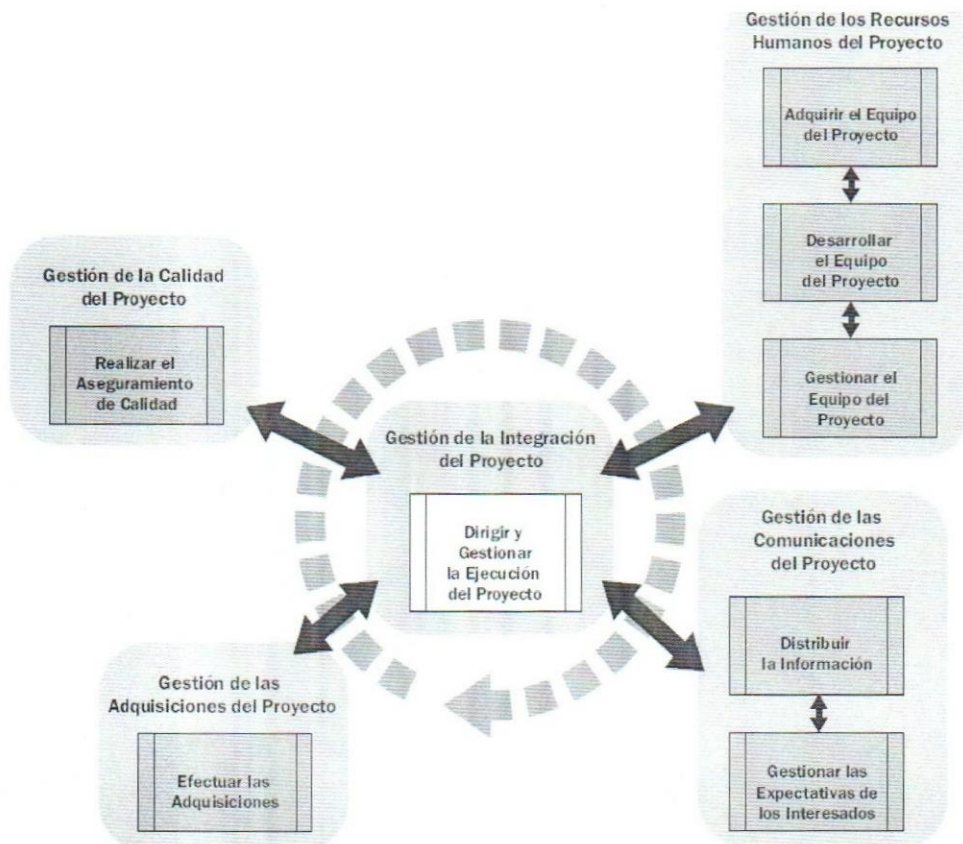 Gestión de los Recursos
Humanos del Proyecto
Adquirir el Equipo
del Proyecto
Desarrollar
el Equipo
del Proyecto
Gestionar el
Equipo del
Proyecto
Gestión de la Calidad
del Proyecto
Realizar el
Aseguramiento
de Calidad
Gestión de la Integración
del Proyecto
Dirigir y
Gestionar
la Ejecución
del Proyecto
Gestión de las
Comunicaciones
del Proyecto
Distribuir
la Información
Gestionar las
Expectativas de
los Interesados
Gestión de las
Adquisiciones del Proyecto
Efectuar las
Adquisiciones